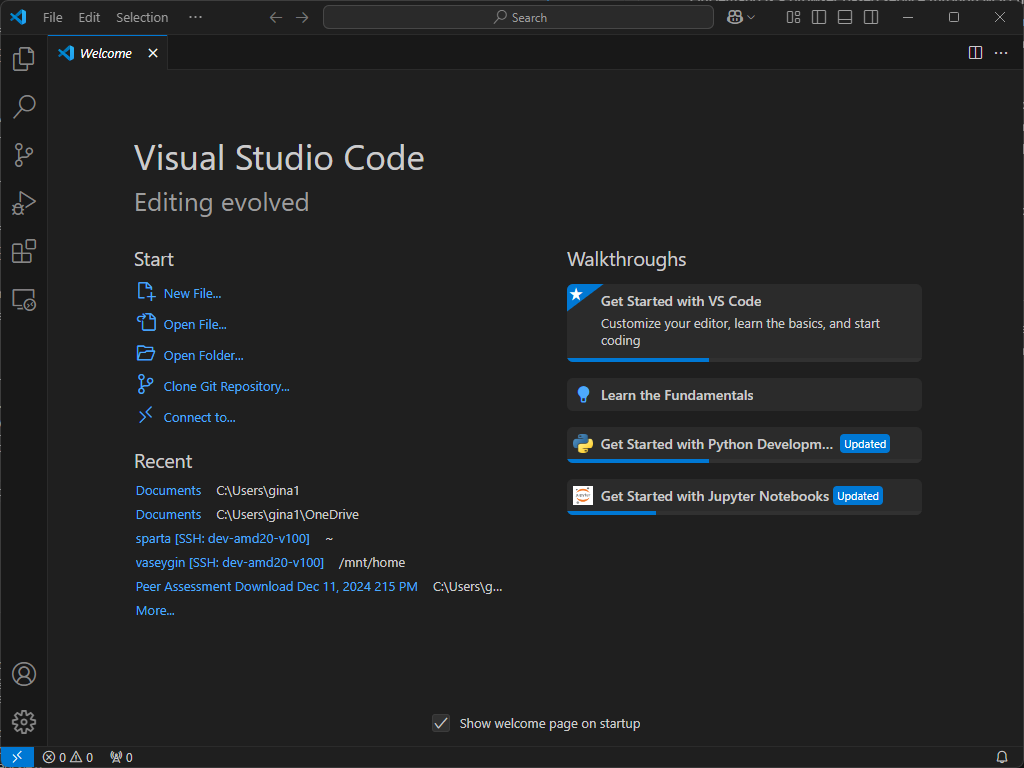 File Edit Selection ··· Search
Welcome
Visual Studio Code
Editing evolved
Start
New File...
Open File...
Open Folder...
Clone Git Repository...
Connect to...
Recent
Documents C:\Users\gina1
Documents C:\Users\gina1\OneDrive
sparta [SSH: dev-amd20-v100] ~
vaseygin [SSH: dev-amd20-v100] /mnt/home
Peer Assessment Download Dec 11, 2024 215 PM C:\Users\g...
More...
Walkthroughs
Get Started with VS Code
Customize your editor, learn the basics, and start
coding
Learn the Fundamentals
Get Started with Python Developm... Updated
Get Started with Jupyter Notebooks Updated
Show welcome page on startup
0 0 0